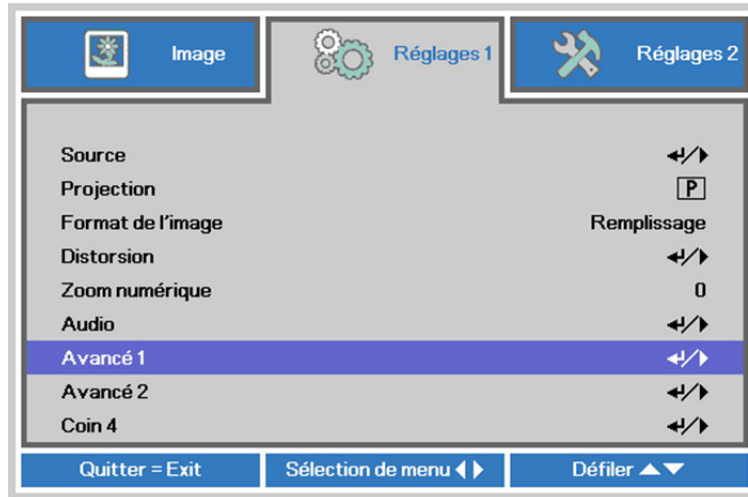 Image
Réglages 1
Réglages 2
Source
Projection P
Format de l'image Remplissage
Distorsion
Zoom numérique 0
Audio
Avancé 1
Avancé 2
Coin 4
Quitter = Exit
Sélection de menu
Défiler